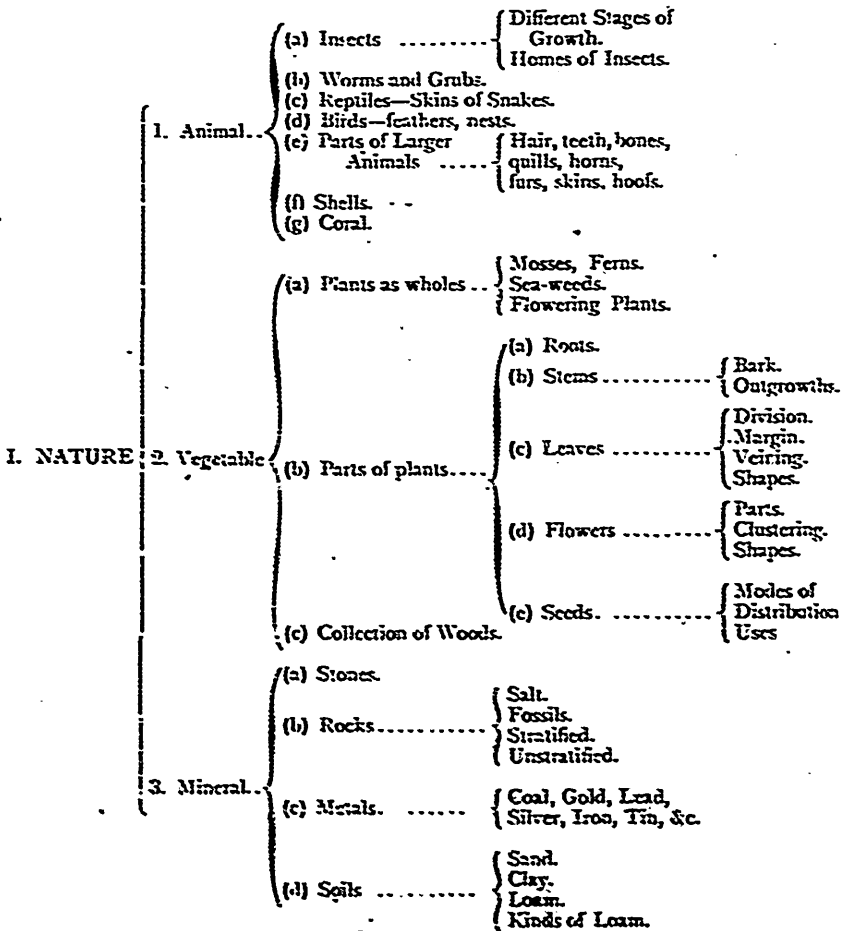 (a) Insects ........ Different Stages of
Growth.
Homes of Insects.
(b) Worms and Grubs.
(c) Reptiles—Skins of Snakes.
1. Animal..
(d) Birds—feathers, nests.
(e) Parts of Larger
Animals ..... Hair, teeth, bones,
quills, horns,
furs, skins, hoofs.
(f) Shells.
(g) Coral.
(a) Plants as wholes .. Mosses, Ferns.
Sea-weeds.
Flowering Plants.
I. NATURE
2. Vegetable
(b) Parts of plants....
(a) Roots.
(b) Stems ............ Bark.
Outgrowths.
(c) Leaves ............ Division.
Margin.
Veining.
Shapes.
(d) Flowers ......... Parts.
Clustering.
Shapes.
(e) Seeds. .......... Modes of
Distribution
Uses
(c) Collection of Woods.
3. Mineral..
(a) Stones.
(b) Rocks............ Salt.
Fossils.
Stratified.
Unstratified.
(c) Metals. ...... Coal, Gold, Lead,
Silver, Iron, Tin, &c.
(d) Soils .......... Sand.
Clay.
Loam.
Kinds of Loam.